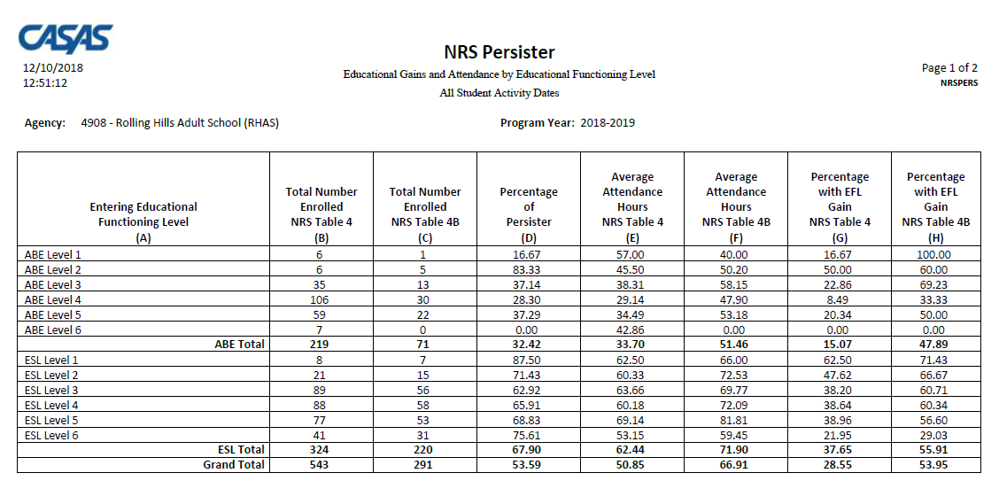 CASAS
12/10/2018
12:51:12
NRS Persister
Educational Gains and Attendance by Educational Functioning Level
All Student Activity Dates
Page 1 of 2
NRSPERS
Agency: 4908 - Rolling Hills Adult School (RHAS) Program Year: 2018-2019
Entering Educational
Functioning Level
(A)
Total Number
Enrolled
NRS Table 4
(B)
Total Number
Enrolled
NRS Table 4B
(C)
Percentage
of
Persister
(D)
Average
Attendance
Hours
NRS Table 4
(E)
Average
Attendance
Hours
NRS Table 4B
(F)
Percentage
with EFL
Gain
NRS Table 4
(G)
Percentage
with EFL
Gain
NRS Table 4B
(H)
ABE Level 1 6 1 16.67 57.00 40.00 16.67 100.00
ABE Level 2 6 5 83.33 45.50 50.20 50.00 60.00
ABE Level 3 35 13 37.14 38.31 58.15 22.86 69.23
ABE Level 4 106 30 28.30 29.14 47.90 8.49 33.33
ABE Level 5 59 22 37.29 34.49 53.18 20.34 50.00
ABE Level 6 7 0 0.00 42.86 0.00 0.00 0.00
ABE Total 219 71 32.42 33.70 51.46 15.07 47.89
ESL Level 1 8 7 87.50 62.50 66.00 62.50 71.43
ESL Level 2 21 15 71.43 60.33 72.53 47.62 66.67
ESL Level 3 89 56 62.92 63.66 69.77 38.20 60.71
ESL Level 4 88 58 65.91 60.18 72.09 38.64 60.34
ESL Level 5 77 53 68.83 69.14 81.81 38.96 56.60
ESL Level 6 41 31 75.61 53.15 59.45 21.95 29.03
ESL Total 324 220 67.90 62.44 71.90 37.65 55.91
Grand Total 543 291 53.59 50.85 66.91 28.55 53.95